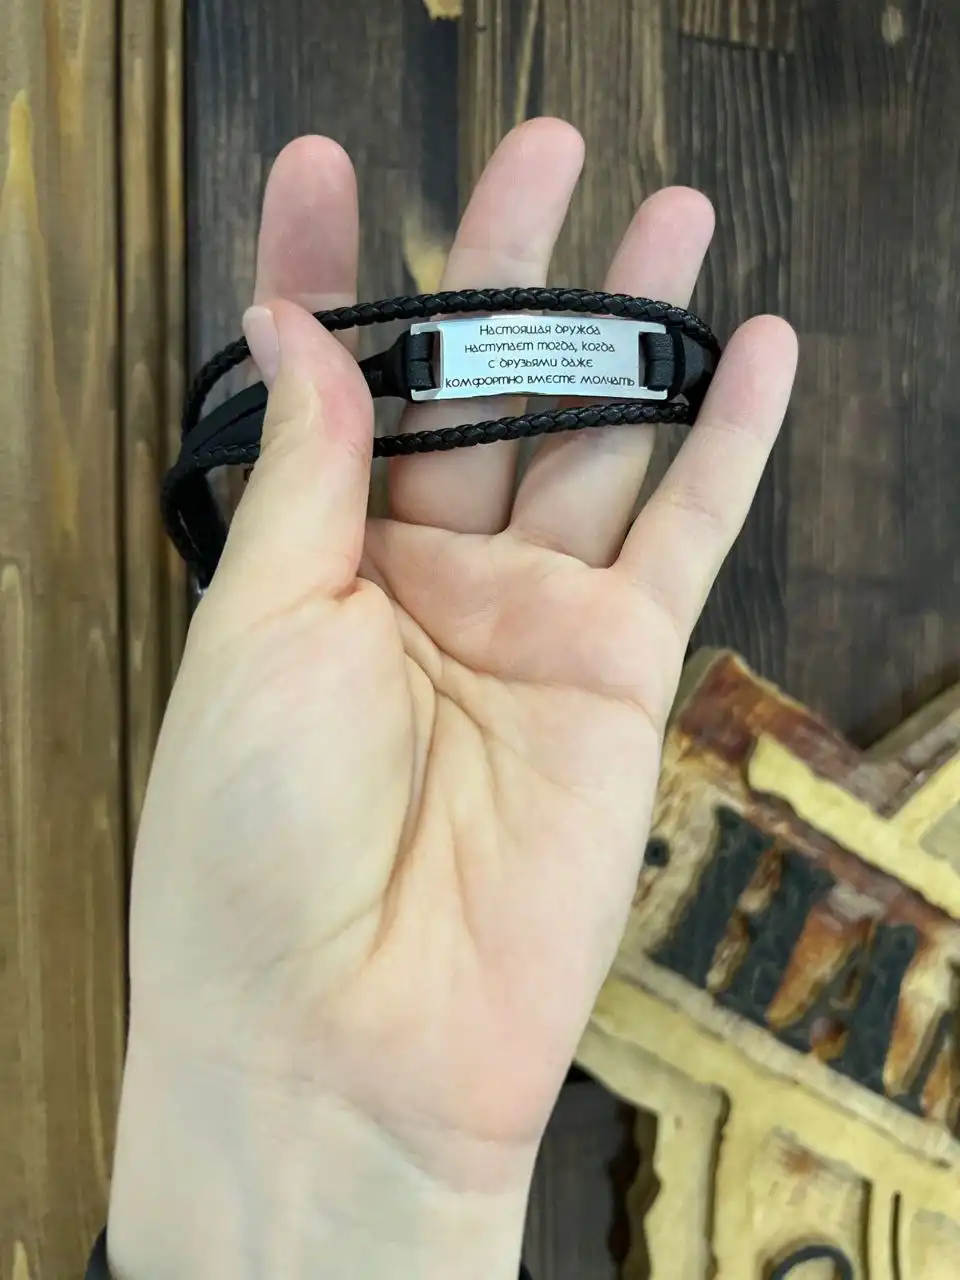 Настоящая дружба
наступает тогда, когда
с друзьями даже
комфортно вместе молчать